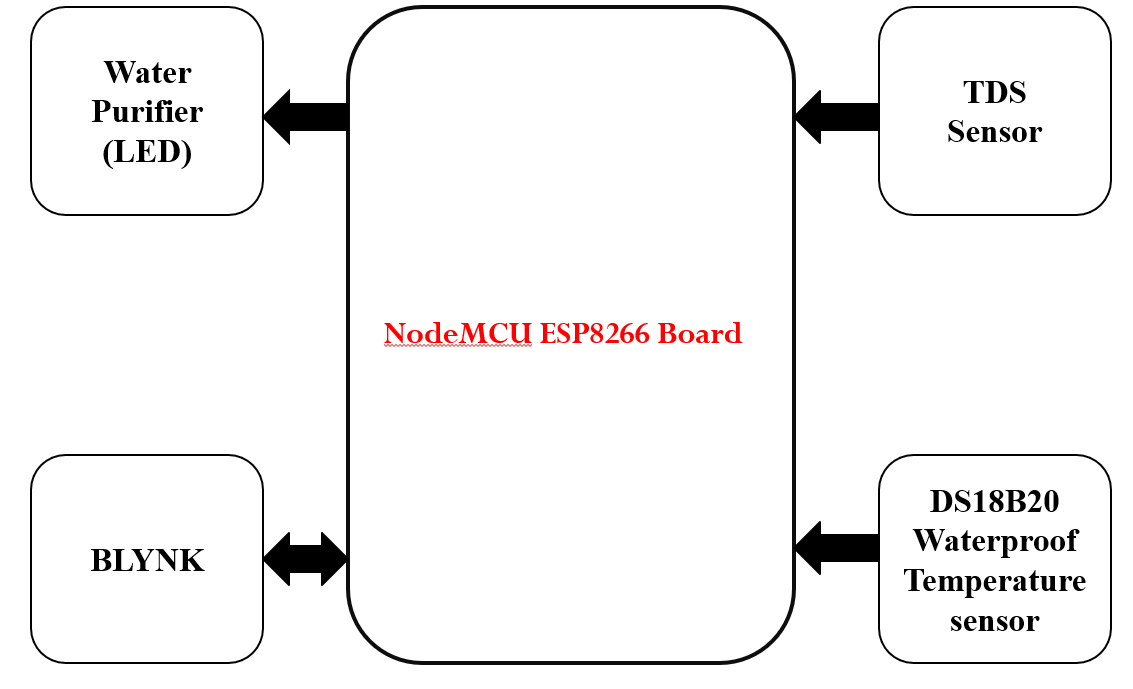 Water
Purifier
(LED)
TDS
Sensor
NodeMCU ESP8266 Board
BLYNK
DS18B20
Waterproof
Temperature
sensor